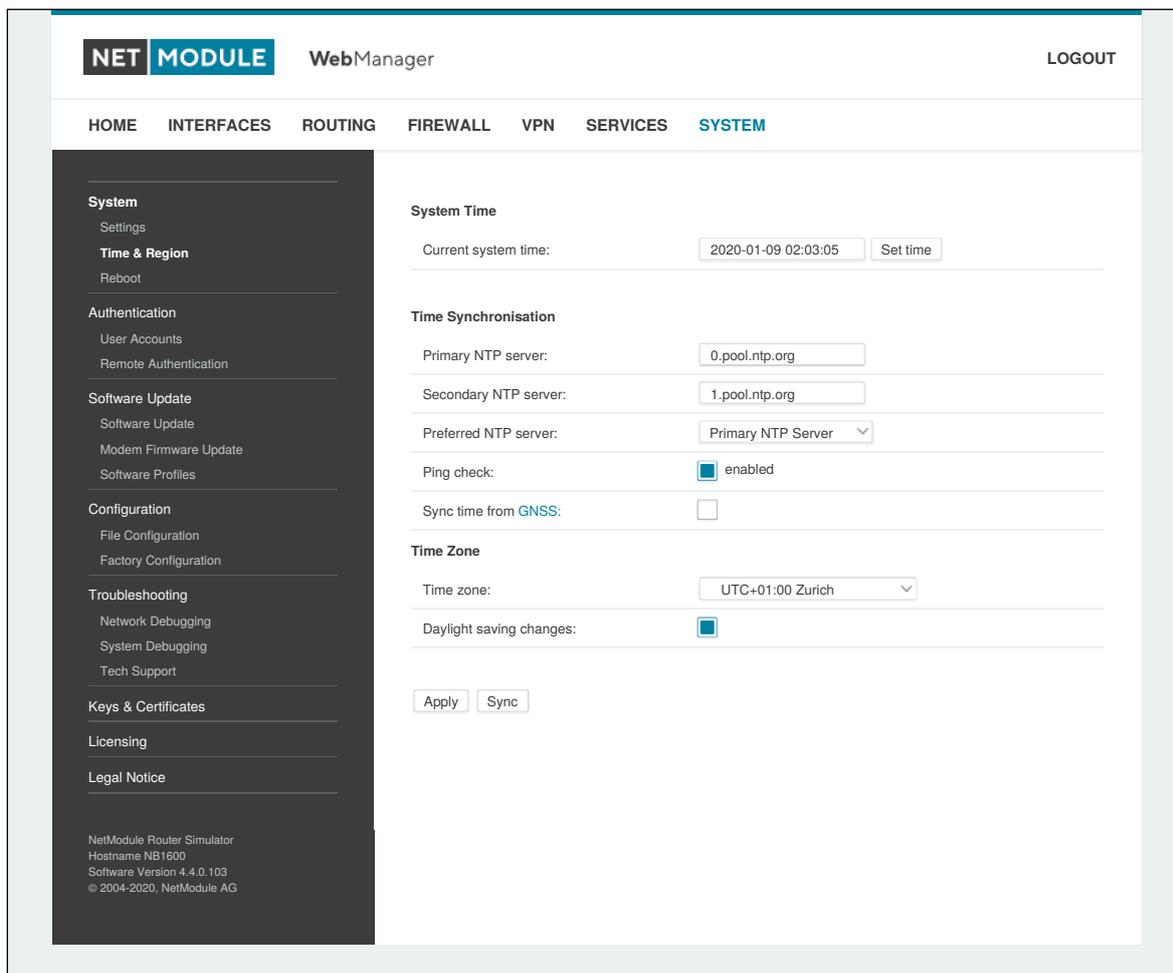 NET MODULE WebManager LOGOUT
HOME INTERFACES ROUTING FIREWALL VPN SERVICES SYSTEM
System
Settings
Time & Region
Reboot
Authentication
User Accounts
Remote Authentication
Software Update
Software Update
Modem Firmware Update
Software Profiles
Configuration
File Configuration
Factory Configuration
Troubleshooting
Network Debugging
System Debugging
Tech Support
Keys & Certificates
Licensing
Legal Notice
NetModule Router Simulator
Hostname NB1600
Software Version 4.4.0.103
© 2004-2020, NetModule AG
System Time
Current system time: 2020-01-09 02:03:05 Set time
Time Synchronisation
Primary NTP server: 0.pool.ntp.org
Secondary NTP server: 1.pool.ntp.org
Preferred NTP server: Primary NTP Server
Ping check: enabled
Sync time from GNSS:
Time Zone
Time zone: UTC+01:00 Zurich
Daylight saving changes:
Apply Sync